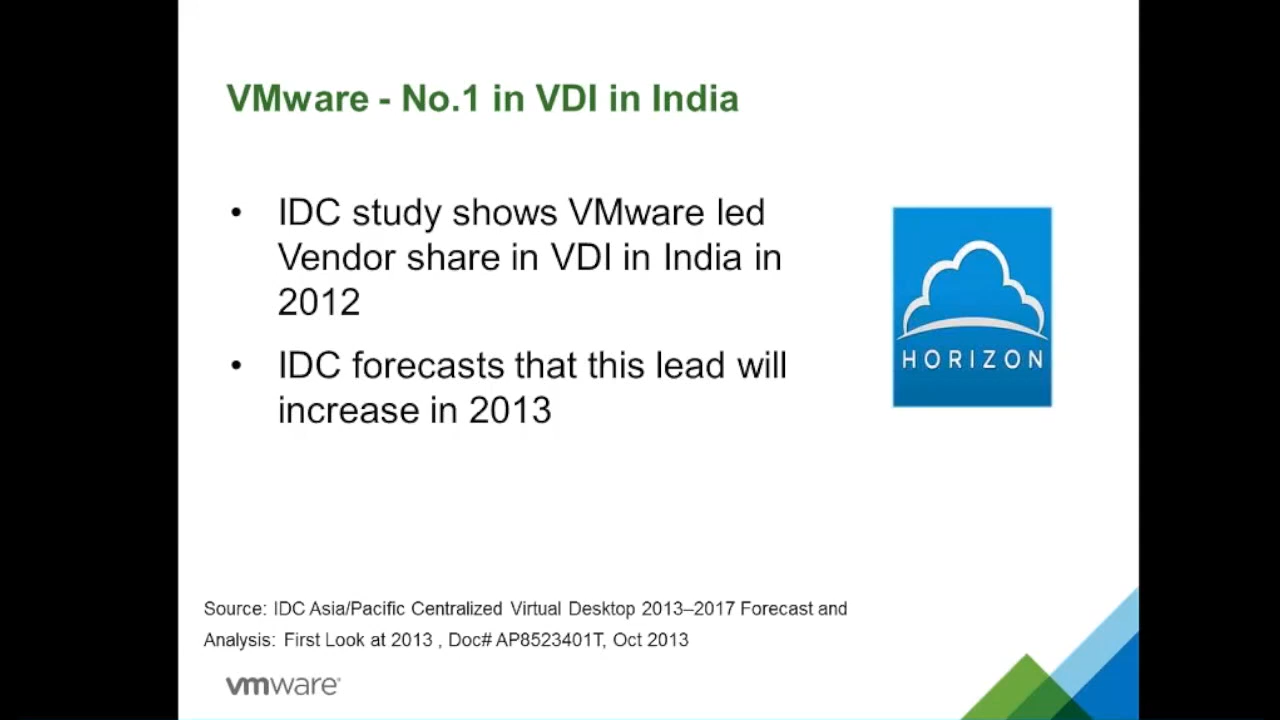 VMware - No.1 in VDI in India
• IDC study shows VMware led
Vendor share in VDI in India in
2012
• IDC forecasts that this lead will
increase in 2013
HORIZON
Source: IDC Asia/Pacific Centralized Virtual Desktop 2013–2017 Forecast and
Analysis: First Look at 2013 , Doc# AP8523401T, Oct 2013
vmware®